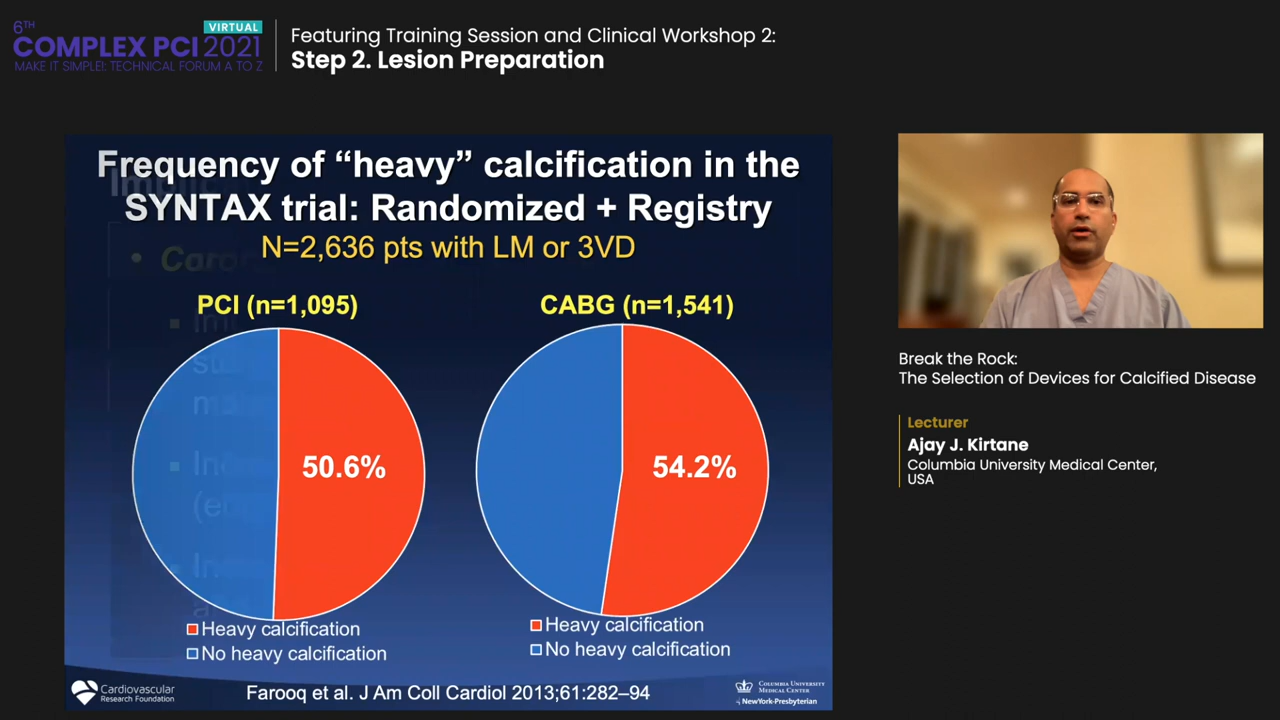 6TH
VIRTUAL
COMPLEX PCI 2021
MAKE IT SIMPLE!: TECHNICAL FORUM A TO Z
Featuring Training Session and Clinical Workshop 2:
Step 2. Lesion Preparation
Frequency of “heavy” calcification in the
SYNTAX trial: Randomized + Registry
N=2,636 pts with LM or 3VD
PCI (n=1,095)
CABG (n=1,541)
50.6%
54.2%
Heavy calcification
No heavy calcification
Heavy calcification
No heavy calcification
Cardiovascular
Research Foundation
Farooq et al. J Am Coll Cardiol 2013;61:282–94
COLUMBIA UNIVERSITY
MEDICAL CENTER
NewYork-Presbyterian
Break the Rock:
The Selection of Devices for Calcified Disease
Lecturer
Ajay J. Kirtane
Columbia University Medical Center,
USA